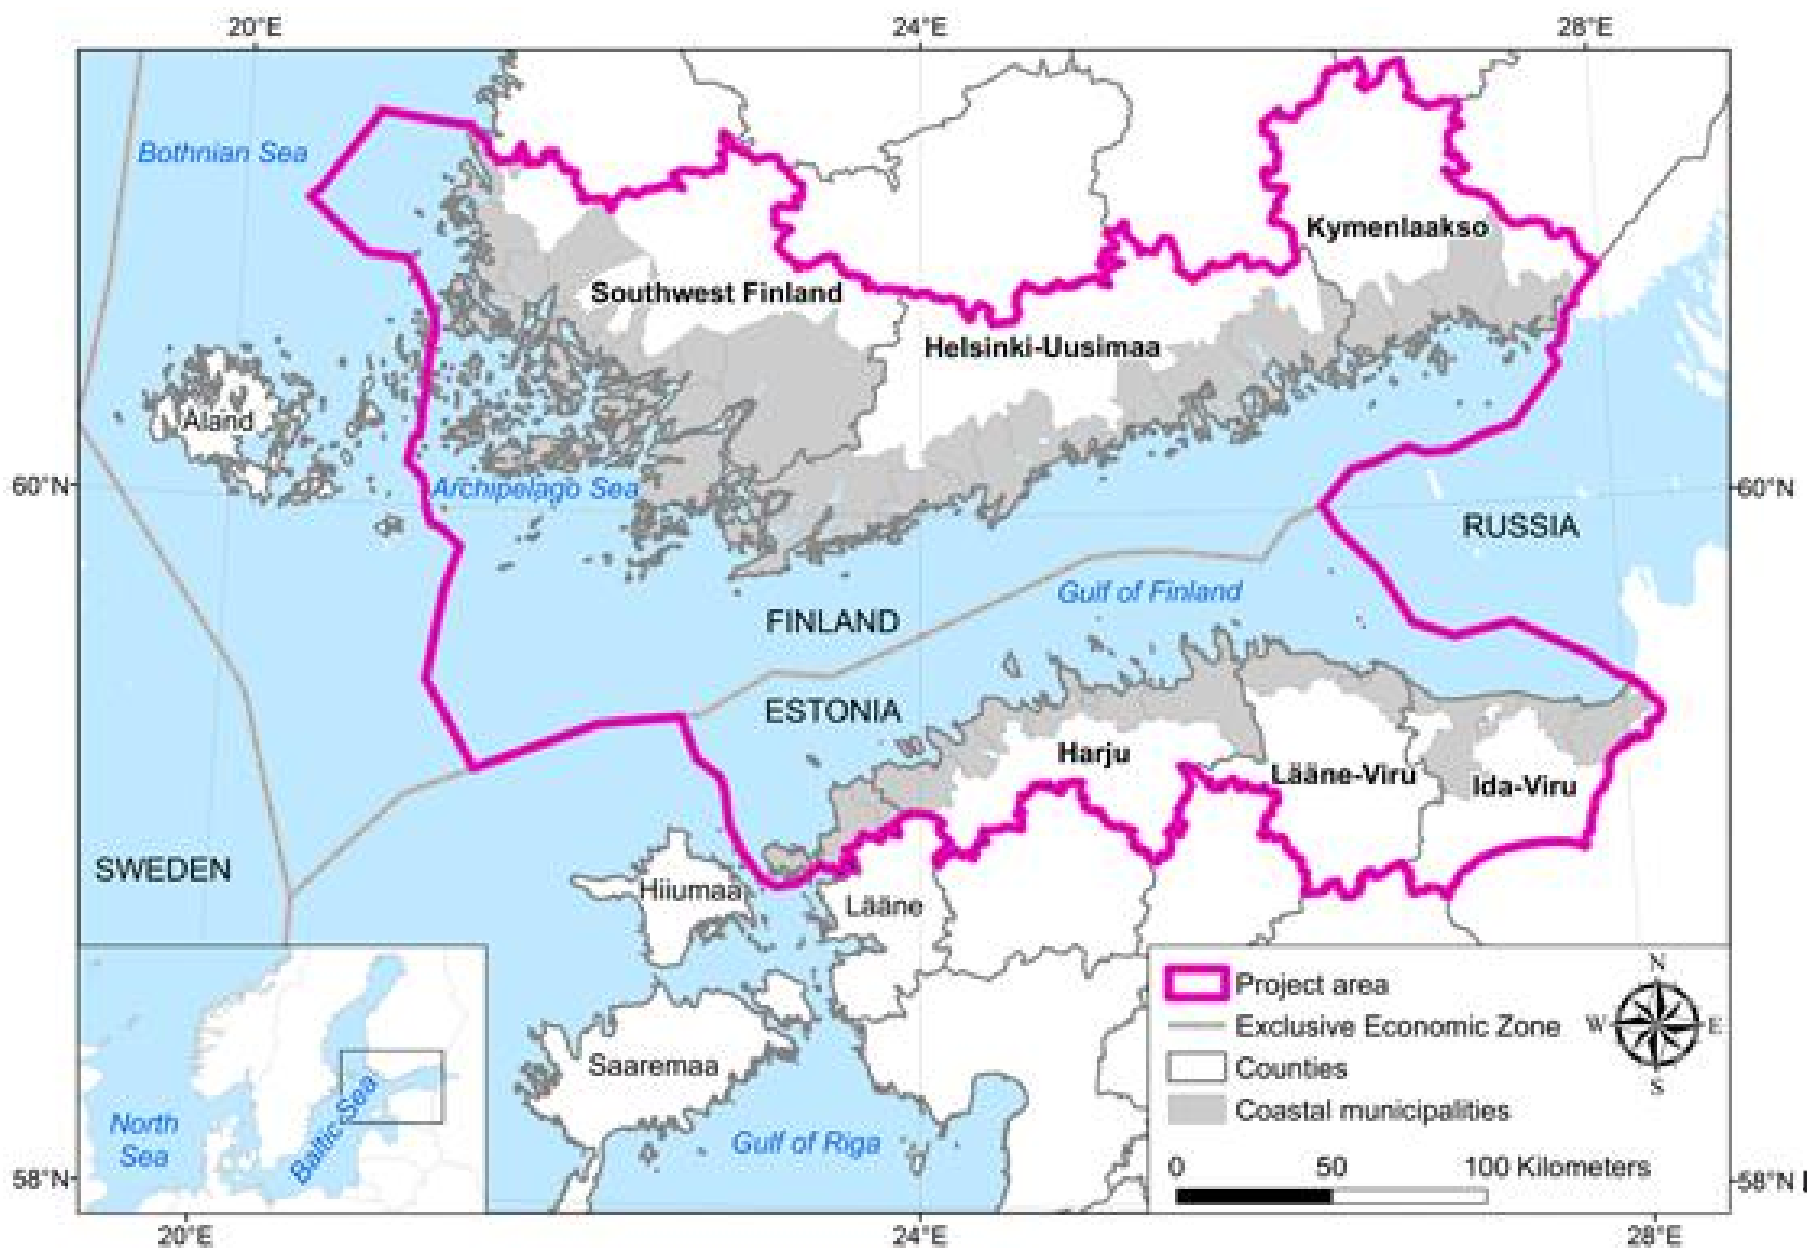 20°E
24°E
28°E
Bothnian Sea
Kymenlaakso
Southwest Finland
Helsinki-Uusimaa
Åland
60°N
Archipelago Sea
60°N
RUSSIA
Gulf of Finland
FINLAND
ESTONIA
Harju
Lääne-Viru
Ida-Viru
SWEDEN
Hiiumaa
Lääne
Saaremaa
Gulf of Riga
North
Sea
Baltic Sea
Project area
Exclusive Economic Zone
Counties
Coastal municipalities
N
W
E
S
0
50
100 Kilometers
58°N
58°N
20°E
24°E
28°E